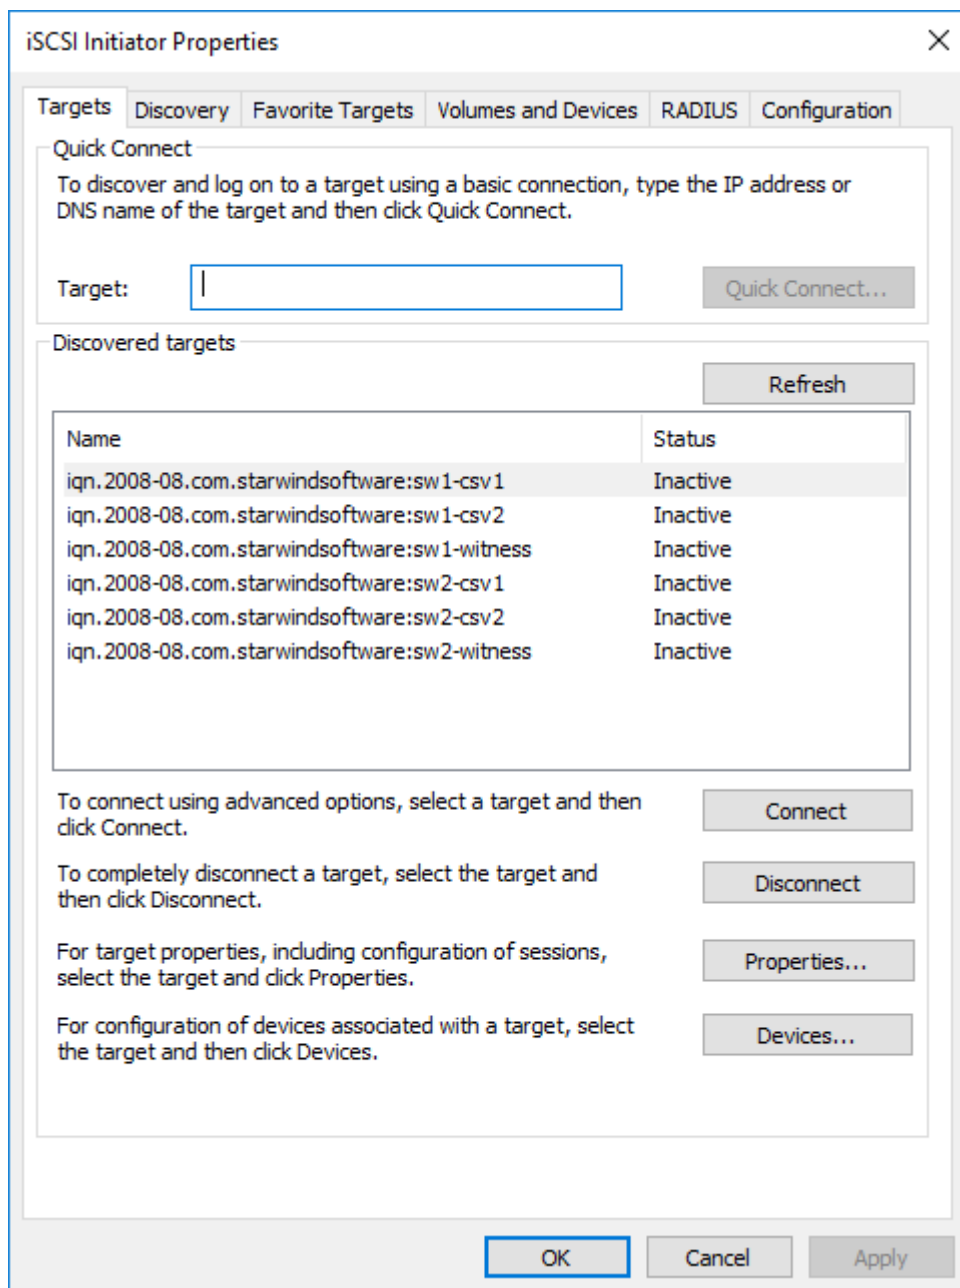 iSCSI Initiator Properties
Targets Discovery Favorite Targets Volumes and Devices RADIUS Configuration
Quick Connect
To discover and log on to a target using a basic connection, type the IP address or
DNS name of the target and then click Quick Connect.
Target: Quick Connect...
Discovered targets
Refresh
Name Status
iqn.2008-08.com.starwindsoftware:sw1-csv1 Inactive
iqn.2008-08.com.starwindsoftware:sw1-csv2 Inactive
iqn.2008-08.com.starwindsoftware:sw1-witness Inactive
iqn.2008-08.com.starwindsoftware:sw2-csv1 Inactive
iqn.2008-08.com.starwindsoftware:sw2-csv2 Inactive
iqn.2008-08.com.starwindsoftware:sw2-witness Inactive
To connect using advanced options, select a target and then
click Connect.
Connect
To completely disconnect a target, select the target and
then click Disconnect.
Disconnect
For target properties, including configuration of sessions,
select the target and click Properties.
Properties...
For configuration of devices associated with a target, select
the target and then click Devices.
Devices...
OK Cancel Apply